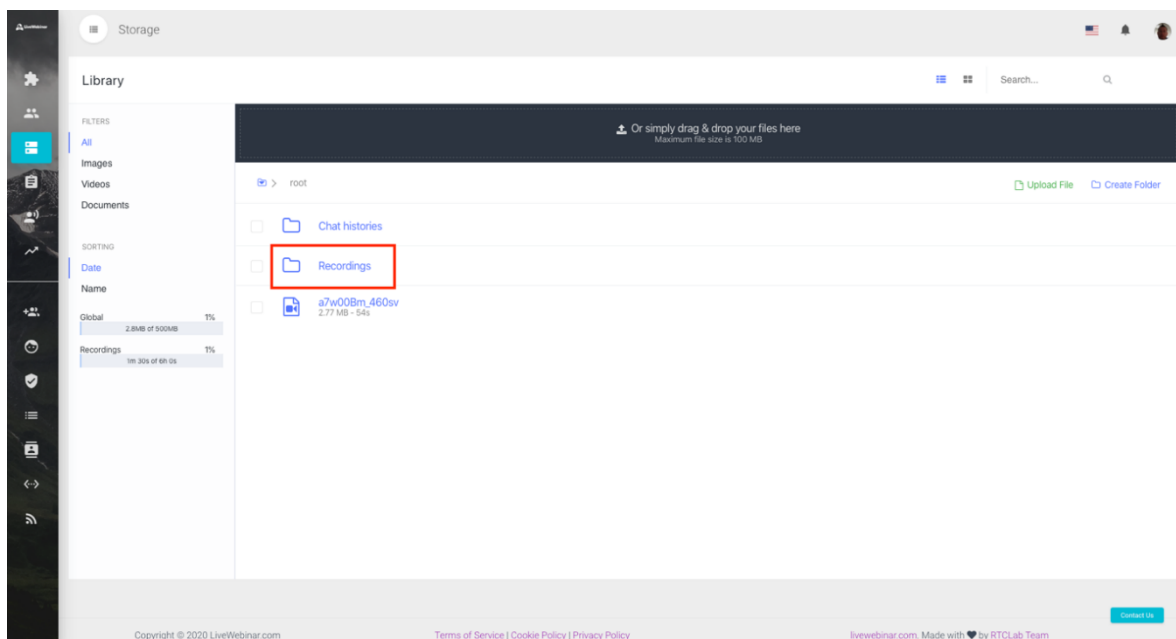 LiveWebinar
Storage
Library
Search...
FILTERS
All
Images
Videos
Documents
SORTING
Date
Name
Global 1%
2.8MB of 500MB
Recordings 1%
1m 30s of 6h 0s
Or simply drag & drop your files here
Maximum file size is 100 MB
root
Upload File
Create Folder
Chat histories
Recordings
a7w00Bm_460sv
2.77 MB - 54s
Contact Us
Copyright © 2020 LiveWebinar.com
Terms of Service | Cookie Policy | Privacy Policy
livewebinar.com. Made with ♥ by RTCLab Team